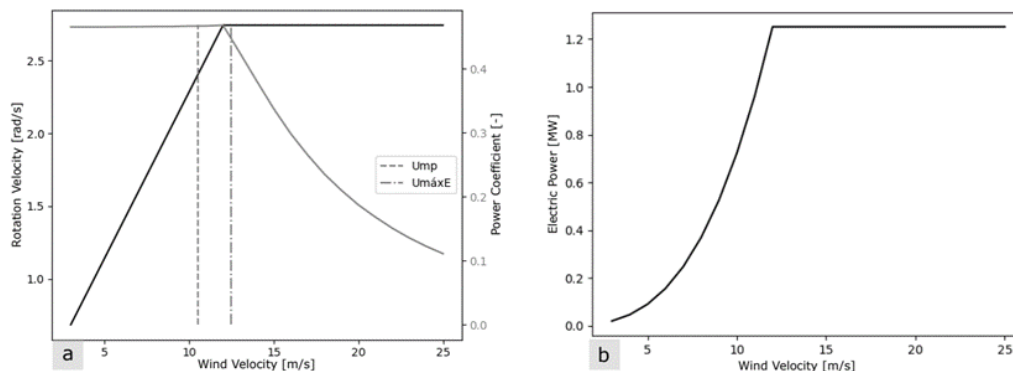 2.5
2.0
1.5
1.0
Rotation Velocity [rad/s]
5
10
15
20
25
Wind Velocity [m/s]
0.4
0.3
0.2
0.1
0.0
Power Coefficient [-]
Ump
UmáxE
a
1.2
1.0
0.8
0.6
0.4
0.2
0.0
Electric Power [MW]
5
10
15
20
25
Wind Velocity [m/s]
b